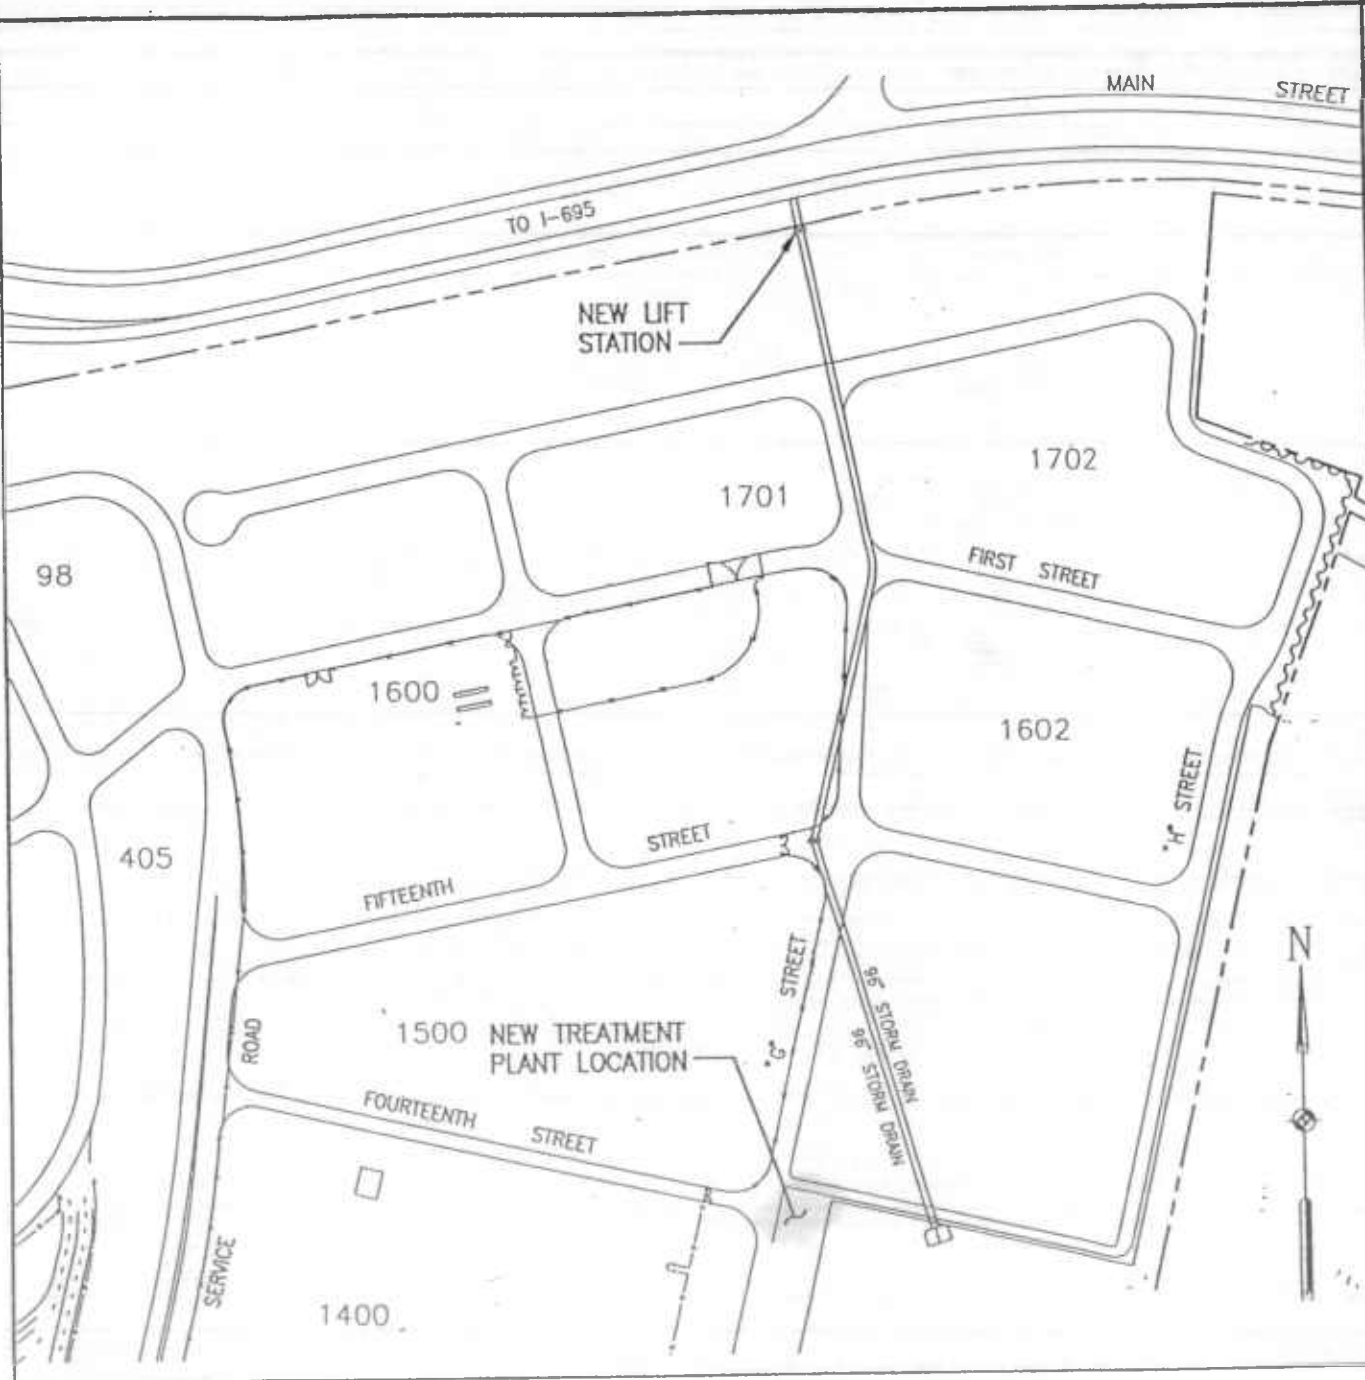 MAIN STREET
TO I-695
NEW LIFT
STATION
1702
1701
FIRST STREET
98
1600
1602
"H" STREET
STREET
405
FIFTEENTH
N
"G" STREET
96" STORM DRAIN
96" STORM DRAIN
1500 NEW TREATMENT
PLANT LOCATION
ROAD
FOURTEENTH STREET
SERVICE
1400